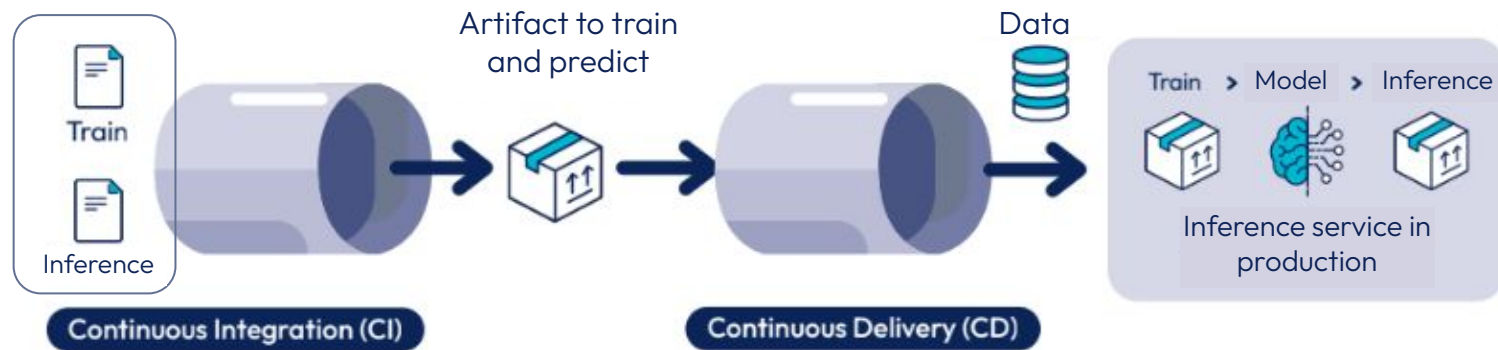 Train
Inference
Continuous Integration (CI)
Artifact to train
and predict
Continuous Delivery (CD)
Data
Train > Model > Inference
Inference service in
production